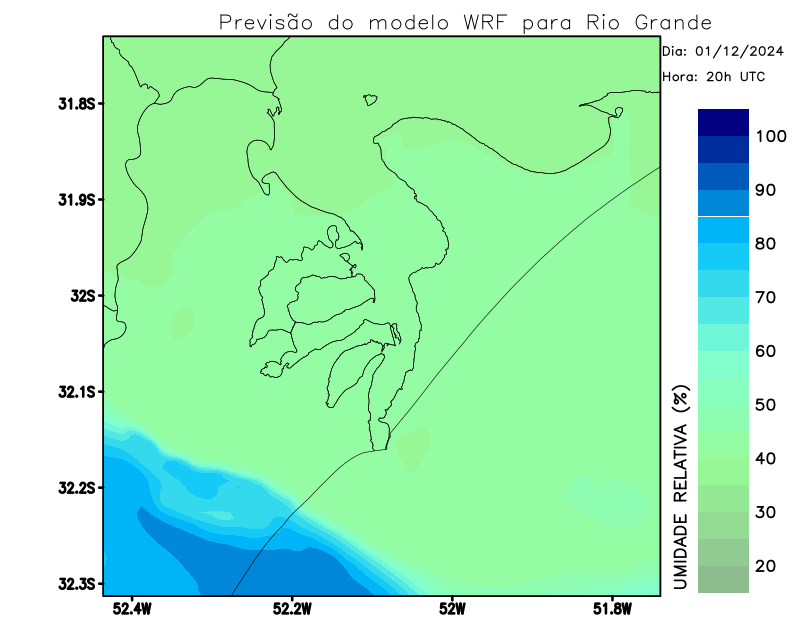 Previsão do modelo WRF para Rio Grande
Dia: 01/12/2024
Hora: 20h UTC
31.8S
31.9S
32S
32.1S
32.2S
32.3S
52.4W
52.2W
52W
51.8W
100
90
80
70
60
50
40
30
20
UMIDADE RELATIVA (%)